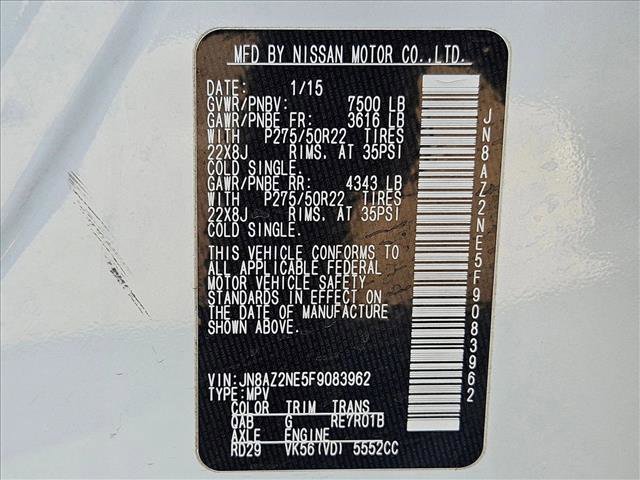 MFD BY NISSAN MOTOR CO.,LTD.
DATE: 1/15
GVWR/PNBV: 7500 LB
GAWR/PNBE FR: 3616 LB
WITH P275/50R22 TIRES
22X8J RIMS. AT 35PSI
COLD SINGLE.
GAWR/PNBE RR: 4343 LB
WITH P275/50R22 TIRES
22X8J RIMS. AT 35PSI
COLD SINGLE.
THIS VEHICLE CONFORMS TO
ALL APPLICABLE FEDERAL
MOTOR VEHICLE SAFETY
STANDARDS IN EFFECT ON
THE DATE OF MANUFACTURE
SHOWN ABOVE.
VIN:JN8AZ2NE5F9083962
TYPE:MPV
COLOR TRIM TRANS
QAB G RE7R01B
AXLE ENGINE
RD29 VK56(VD) 5552CC
JN8AZ2NE5F9083962